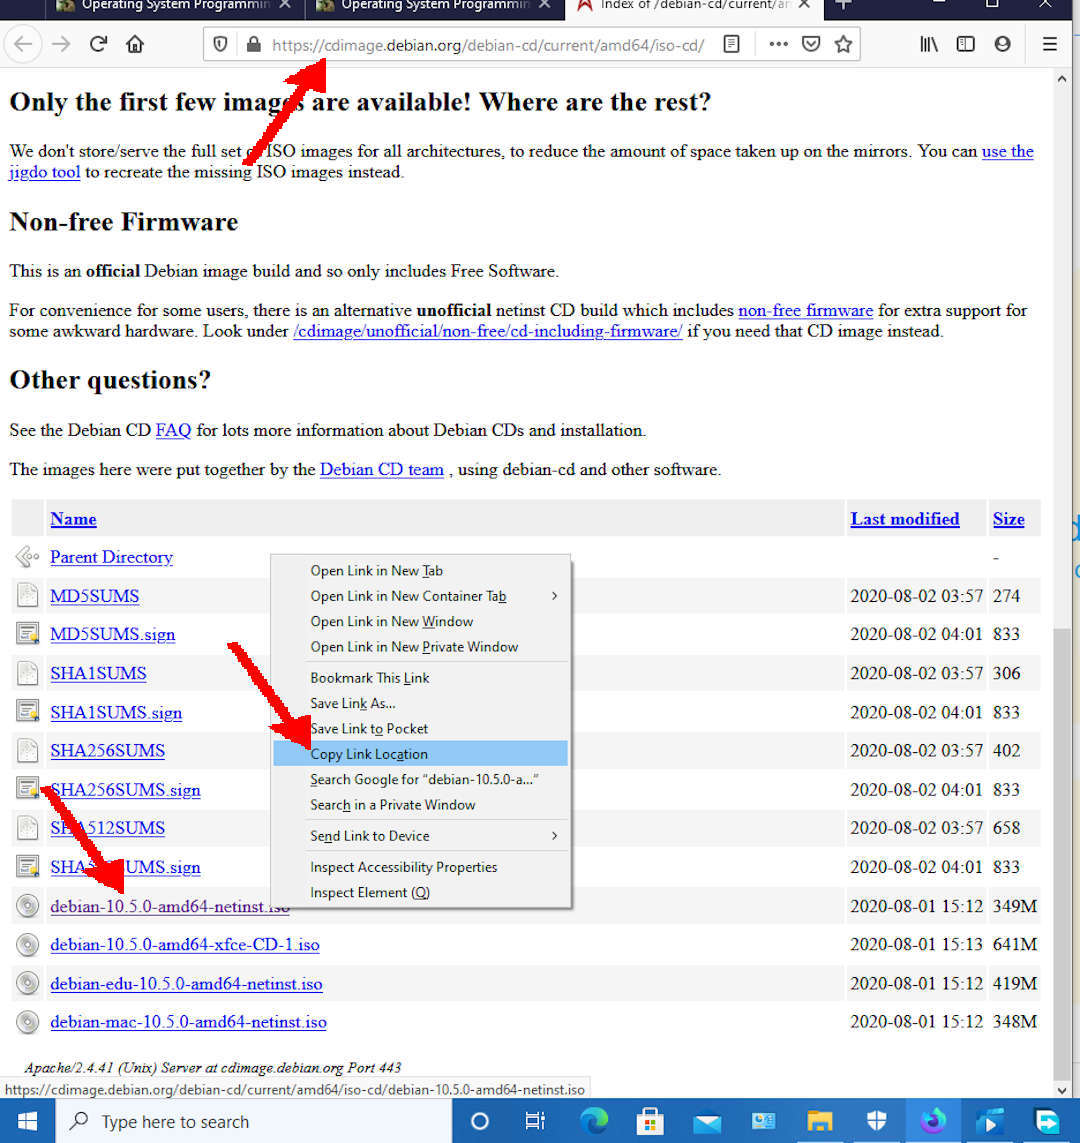 Operating System Programmin
Operating System Programmin
Index of /debian-cd/current/am
https://cdimage.debian.org/debian-cd/current/amd64/iso-cd/
Only the first few images are available! Where are the rest?
We don't store/serve the full set of ISO images for all architectures, to reduce the amount of space taken up on the mirrors. You can use the
jigdo tool to recreate the missing ISO images instead.
Non-free Firmware
This is an official Debian image build and so only includes Free Software.
For convenience for some users, there is an alternative unofficial netinst CD build which includes non-free firmware for extra support for
some awkward hardware. Look under /cdimage/unofficial/non-free/cd-including-firmware/ if you need that CD image instead.
Other questions?
See the Debian CD FAQ for lots more information about Debian CDs and installation.
The images here were put together by the Debian CD team , using debian-cd and other software.
Name Last modified Size
Parent Directory -
MD5SUMS 2020-08-02 03:57 274
MD5SUMS.sign 2020-08-02 04:01 833
SHA1SUMS 2020-08-02 03:57 306
SHA1SUMS.sign 2020-08-02 04:01 833
SHA256SUMS 2020-08-02 03:57 402
SHA256SUMS.sign 2020-08-02 04:01 833
SHA512SUMS 2020-08-02 03:57 658
SHA512SUMS.sign 2020-08-02 04:01 833
debian-10.5.0-amd64-netinst.iso 2020-08-01 15:12 349M
debian-10.5.0-amd64-xfce-CD-1.iso 2020-08-01 15:13 641M
debian-edu-10.5.0-amd64-netinst.iso 2020-08-01 15:12 419M
debian-mac-10.5.0-amd64-netinst.iso 2020-08-01 15:12 348M
Open Link in New Tab
Open Link in New Container Tab
Open Link in New Window
Open Link in New Private Window
Bookmark This Link
Save Link As...
Save Link to Pocket
Copy Link Location
Search Google for “debian-10.5.0-a...”
Search in a Private Window
Send Link to Device
Inspect Accessibility Properties
Inspect Element (Q)
Apache/2.4.41 (Unix) Server at cdimage.debian.org Port 443
https://cdimage.debian.org/debian-cd/current/amd64/iso-cd/debian-10.5.0-amd64-netinst.iso
Type here to search